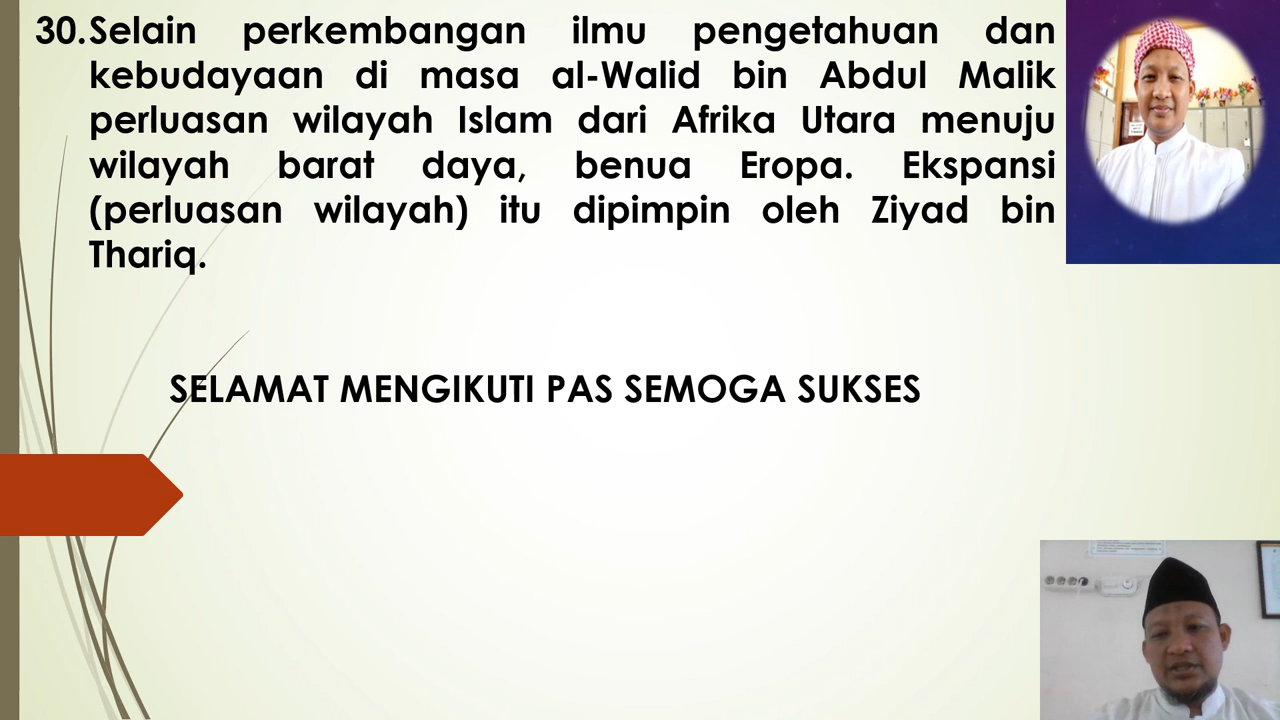 30. Selain perkembangan ilmu pengetahuan dan
kebudayaan di masa al-Walid bin Abdul Malik
perluasan wilayah Islam dari Afrika Utara menuju
wilayah barat daya, benua Eropa. Ekspansi
(perluasan wilayah) itu dipimpin oleh Ziyad bin
Thariq.
SELAMAT MENGIKUTI PAS SEMOGA SUKSES